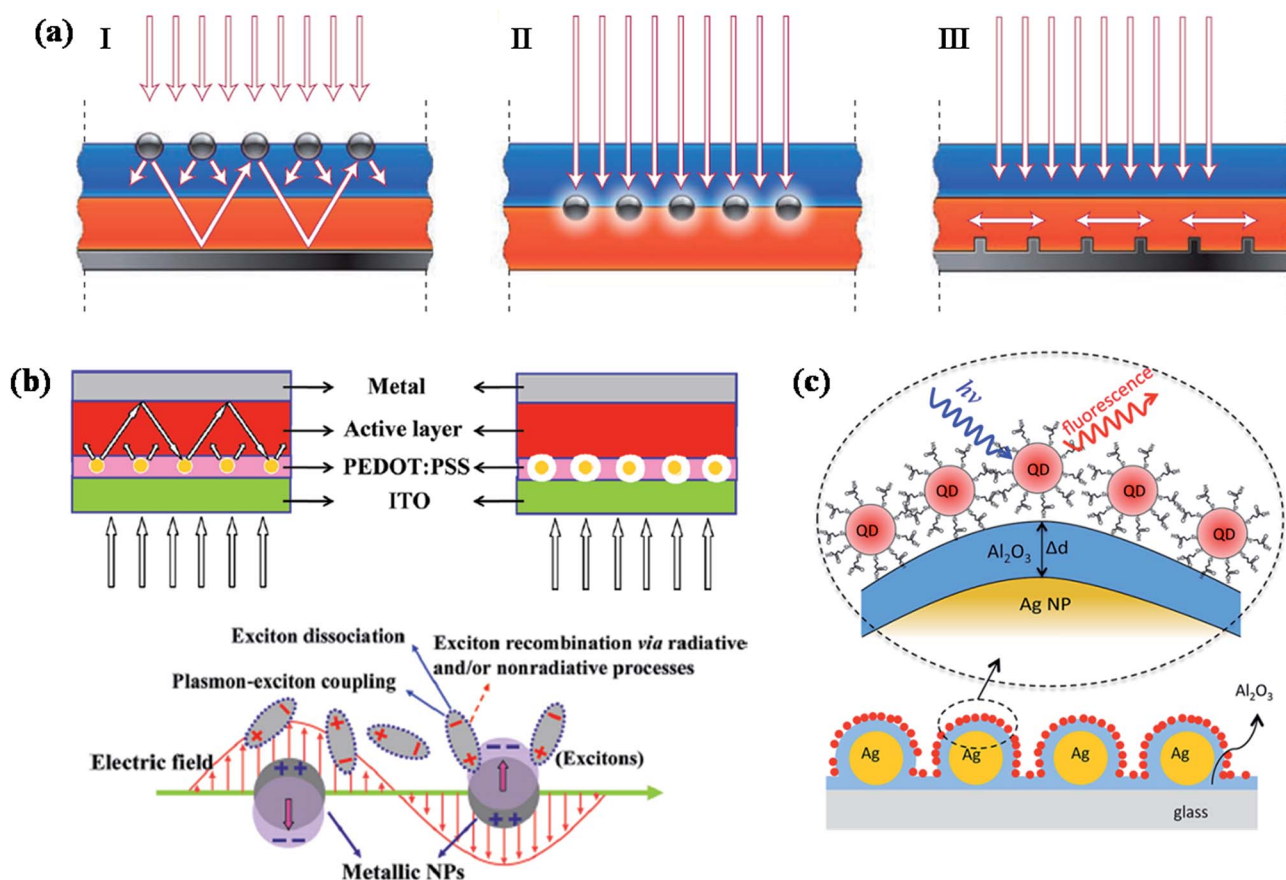 (a)
I
II
III
(b)
Metal
Active layer
PEDOT:PSS
ITO
Exciton dissociation
Exciton recombination via radiative
and/or nonradiative processes
Plasmon-exciton coupling
Electric field
(Excitons)
Metallic NPs
(c)
hν
fluorescence
QD
QD
QD
QD
QD
Al₂O₃
Δd
Ag NP
Al₂O₃
Ag
Ag
Ag
Ag
glass